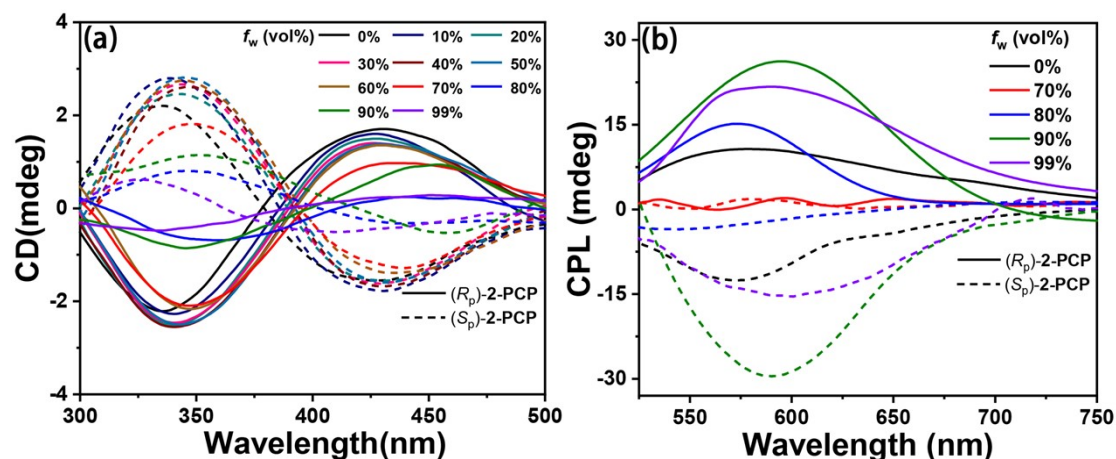 (a)
f_w (vol%)
0% 10% 20%
30% 40% 50%
60% 70% 80%
90% 99%
(R_p)-2-PCP
(S_p)-2-PCP
CD(mdeg)
4
2
0
-2
-4
300 350 400 450 500
Wavelength(nm)
(b)
f_w (vol%)
0%
70%
80%
90%
99%
(R_p)-2-PCP
(S_p)-2-PCP
CPL (mdeg)
30
15
0
-15
-30
550 600 650 700 750
Wavelength (nm)